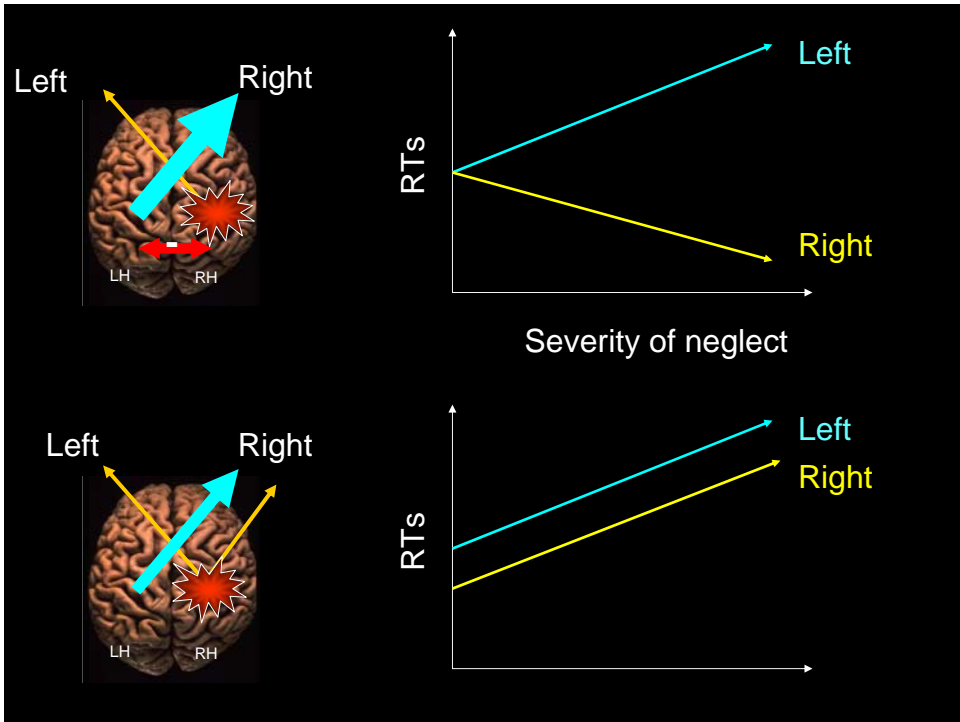 Left
Right
-
LH
RH
RTs
Left
Right
Severity of neglect
Left
Right
LH
RH
RTs
Left
Right